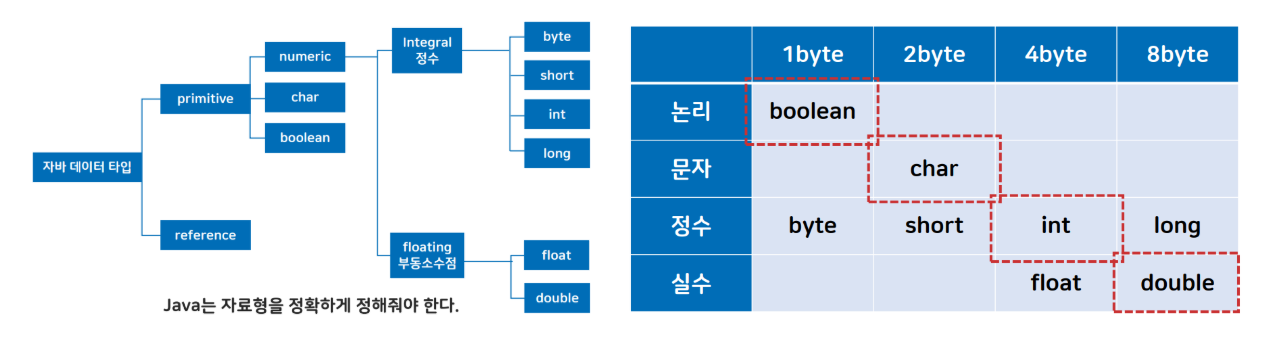 자바 데이터 타입
primitive
reference
numeric
char
boolean
Integral
정수
floating
부동소수점
byte
short
int
long
float
double
Java는 자료형을 정확하게 정해줘야 한다.
1byte 2byte 4byte 8byte
논리 boolean
문자 char
정수 byte short int long
실수 float double